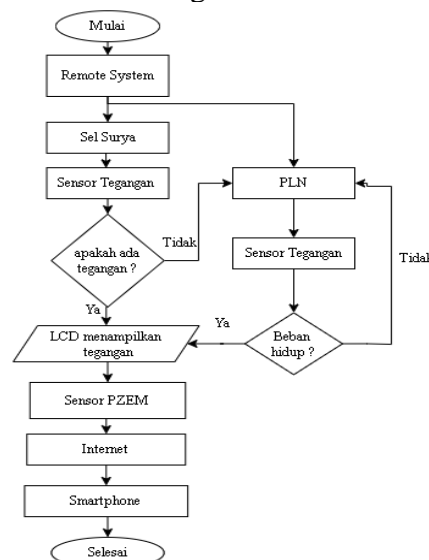 Mulai
Remote System
Sel Surya
Sensor Tegangan
PLN
apakah ada
tegangan ?
Tidak
Sensor Tegangan
Tidak
Ya
LCD menampilkan
tegangan
Ya
Beban
hidup ?
Sensor PZEM
Internet
Smartphone
Selesai